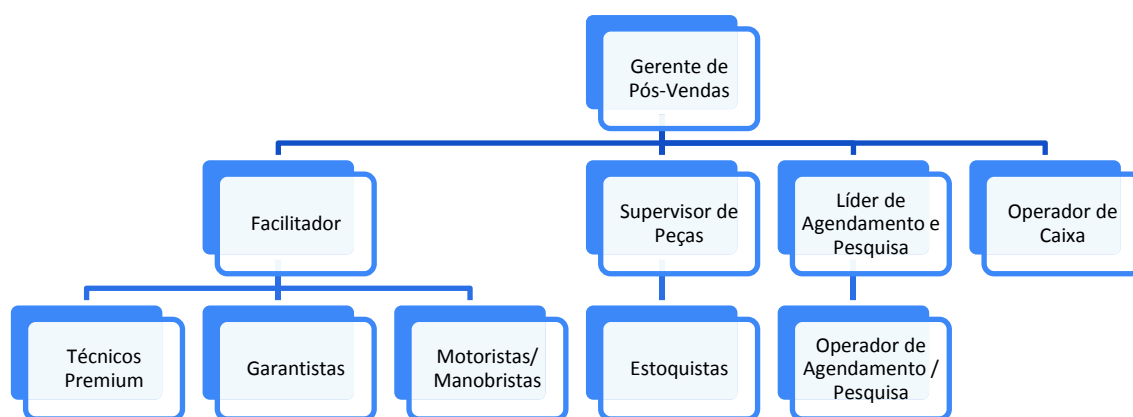 Gerente de
Pós-Vendas
Facilitador
Supervisor de
Peças
Líder de
Agendamento e
Pesquisa
Operador de
Caixa
Técnicos
Premium
Garantistas
Motoristas/
Manobristas
Estoquistas
Operador de
Agendamento /
Pesquisa